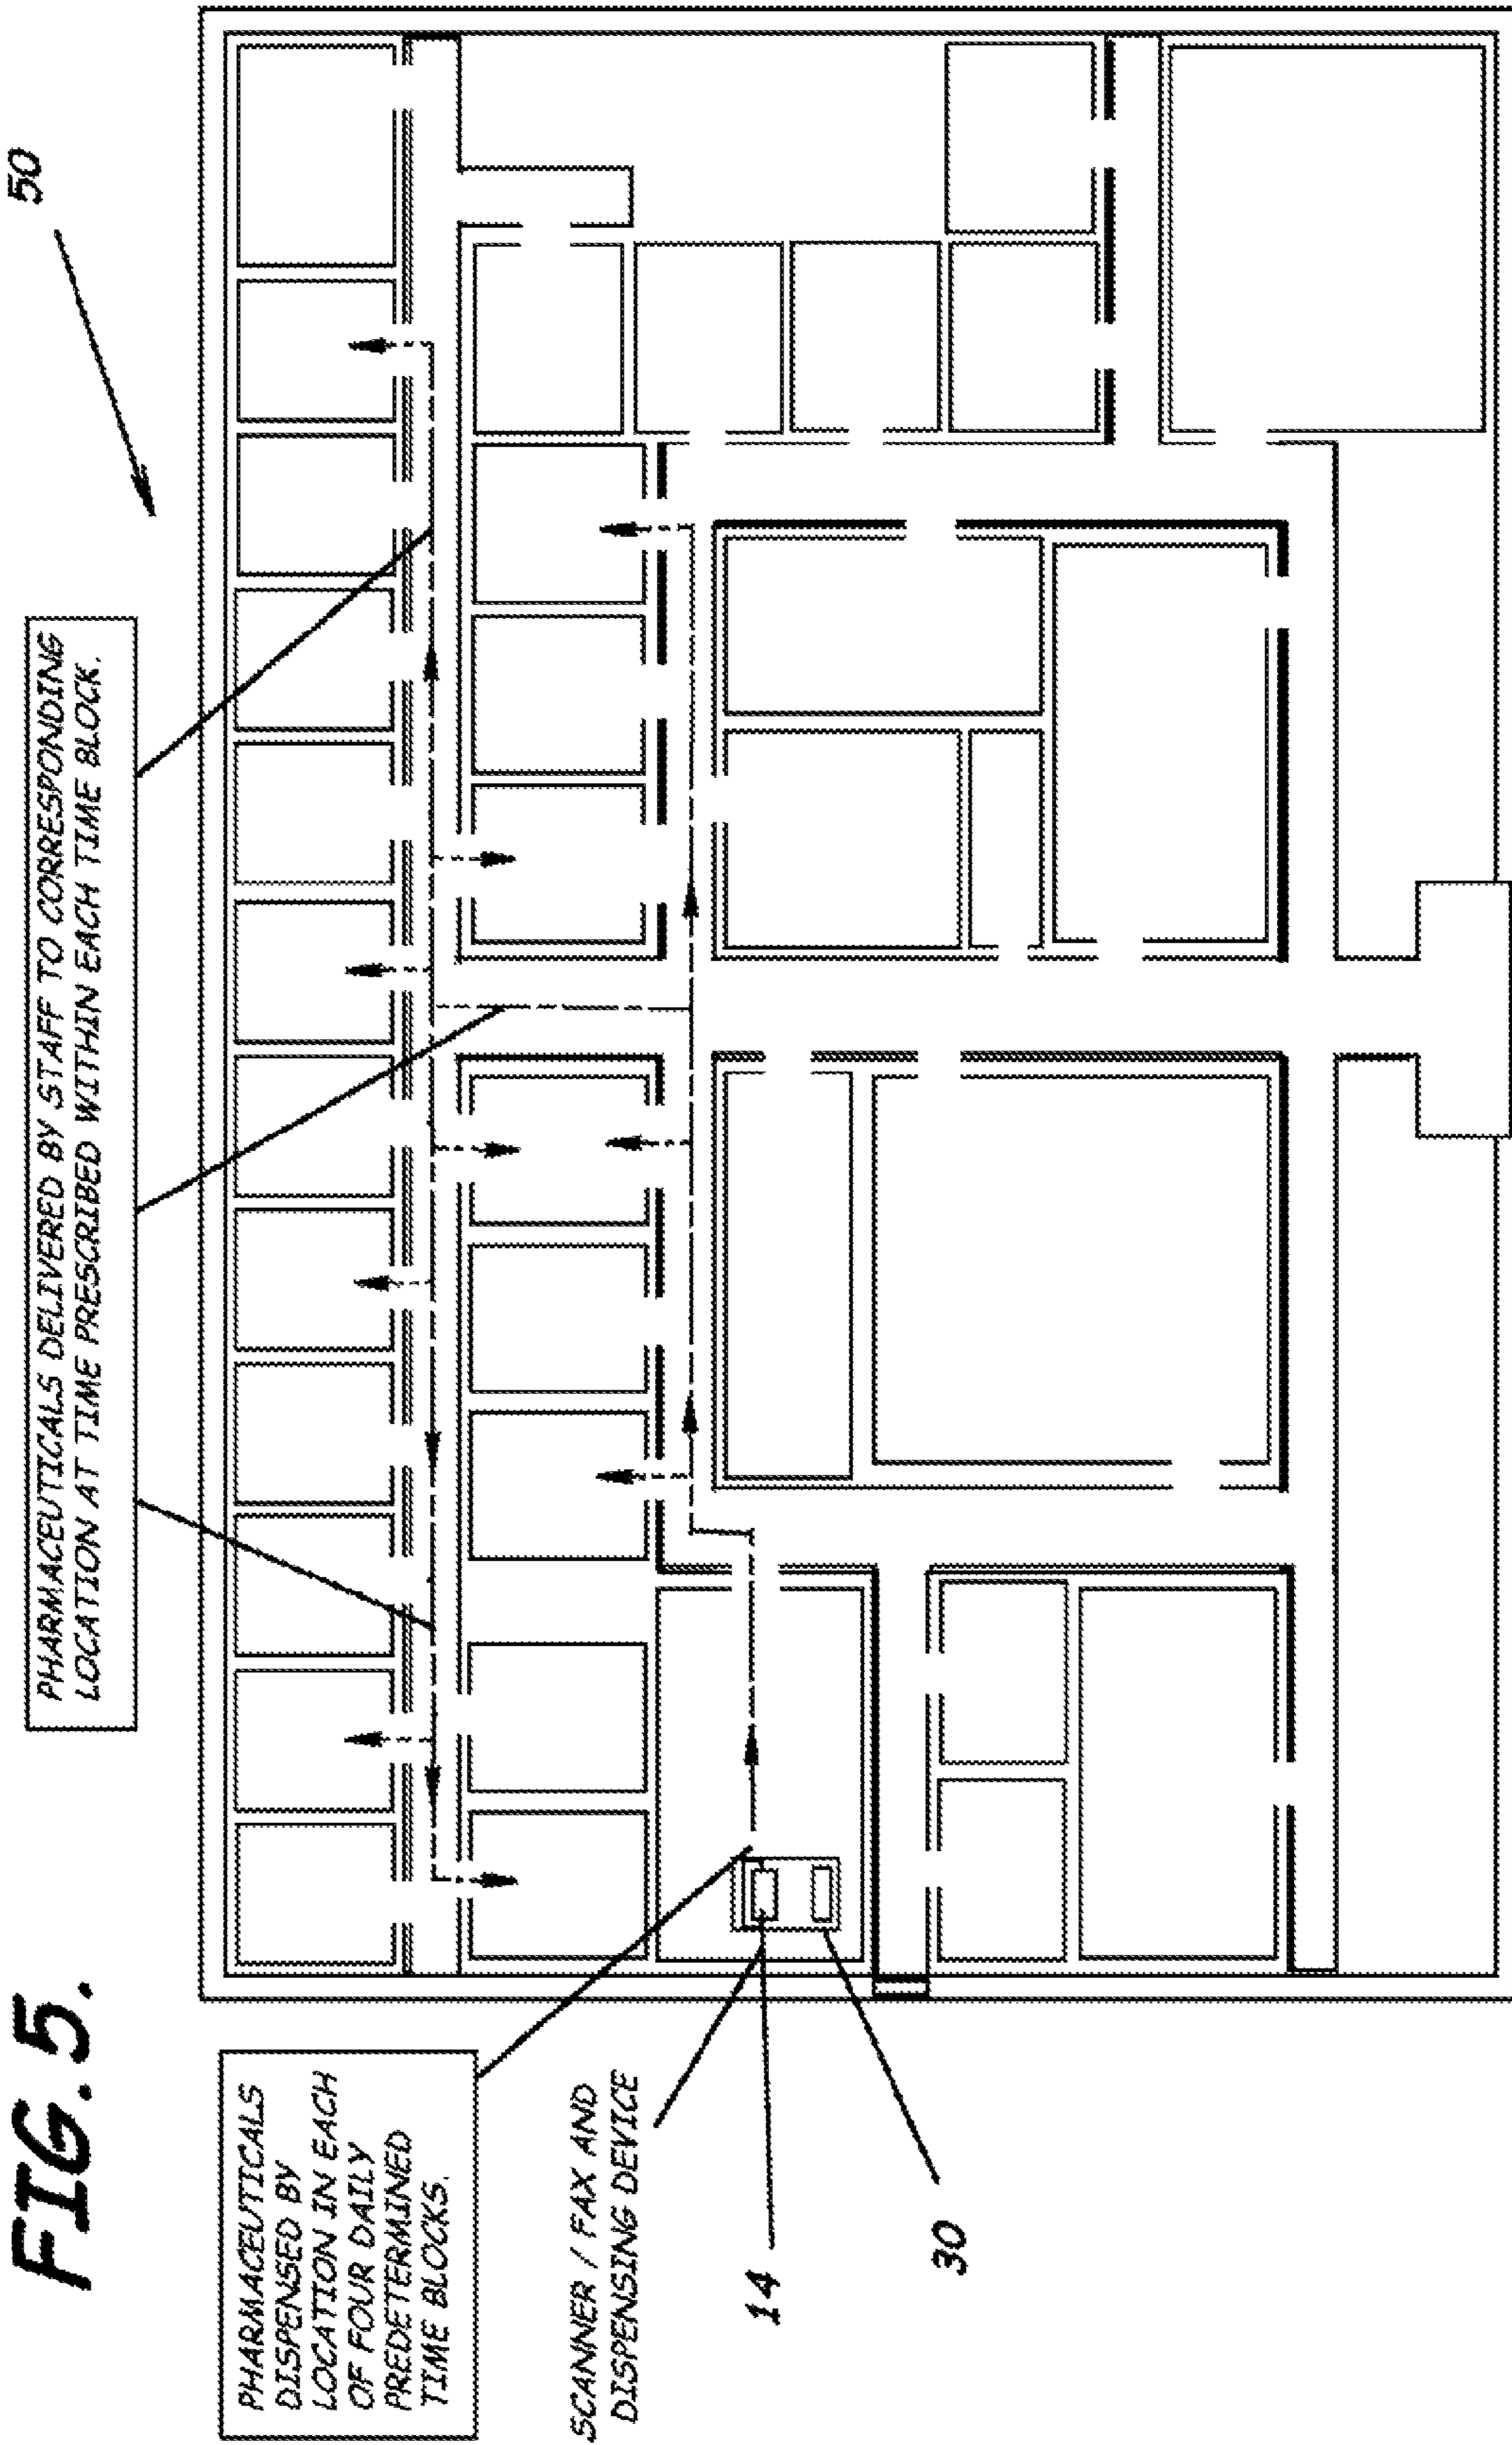 FIG. 5.
50
PHARMACEUTICALS DELIVERED BY STAFF TO CORRESPONDING
LOCATION AT TIME PRESCRIBED WITHIN EACH TIME BLOCK.
PHARMACEUTICALS
DISPENSED BY
LOCATION IN EACH
OF FOUR DAILY
PREDETERMINED
TIME BLOCKS.
SCANNER / FAX AND
DISPENSING DEVICE
14
30